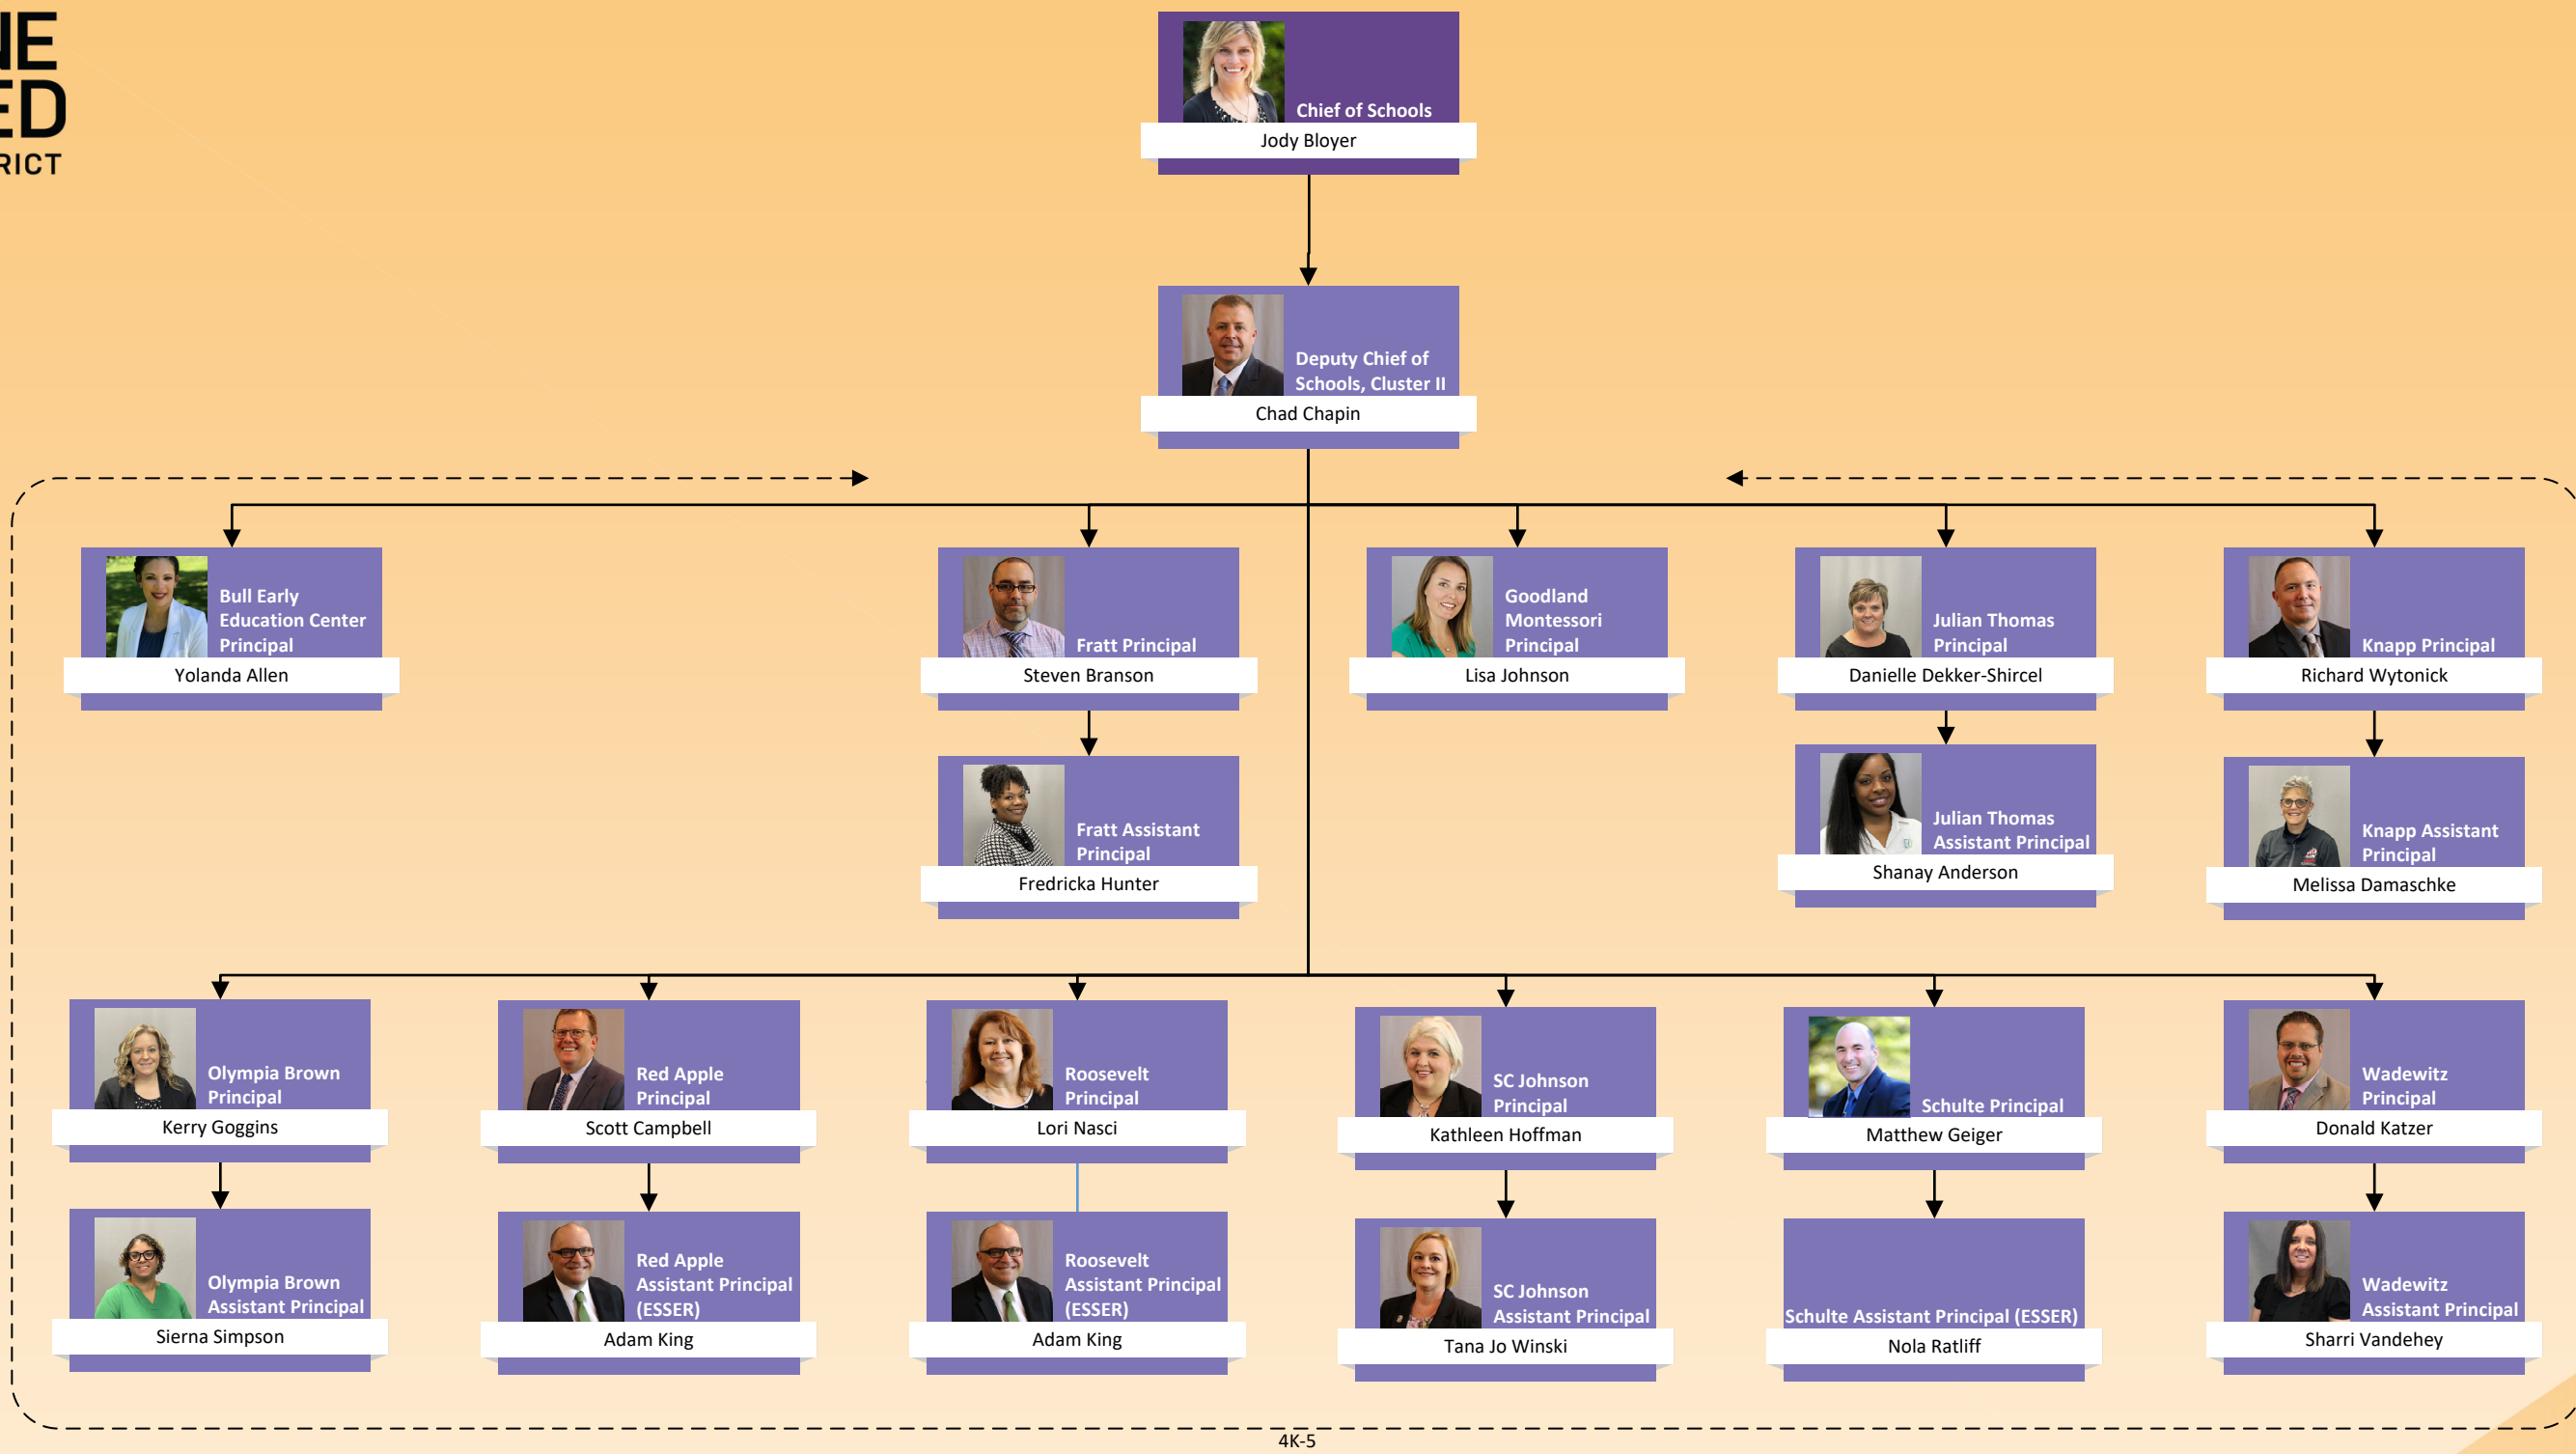 NE
ED
RICT
Chief of Schools
Jody Bloyer
Deputy Chief of
Schools, Cluster II
Chad Chapin
Bull Early
Education Center
Principal
Yolanda Allen
Fratt Principal
Steven Branson
Goodland
Montessori
Principal
Lisa Johnson
Julian Thomas
Principal
Danielle Dekker-Shircel
Knapp Principal
Richard Wytonick
Fratt Assistant
Principal
Fredricka Hunter
Julian Thomas
Assistant Principal
Shanay Anderson
Knapp Assistant
Principal
Melissa Damaschke
Olympia Brown
Principal
Kerry Goggins
Red Apple
Principal
Scott Campbell
Roosevelt
Principal
Lori Nasci
SC Johnson
Principal
Kathleen Hoffman
Schulte Principal
Matthew Geiger
Wadewitz
Principal
Donald Katzer
Olympia Brown
Assistant Principal
Sierna Simpson
Red Apple
Assistant Principal
(ESSER)
Adam King
Roosevelt
Assistant Principal
(ESSER)
Adam King
SC Johnson
Assistant Principal
Tana Jo Winski
Schulte Assistant Principal (ESSER)
Nola Ratliff
Wadewitz
Assistant Principal
Sharri Vandehey
4K-5